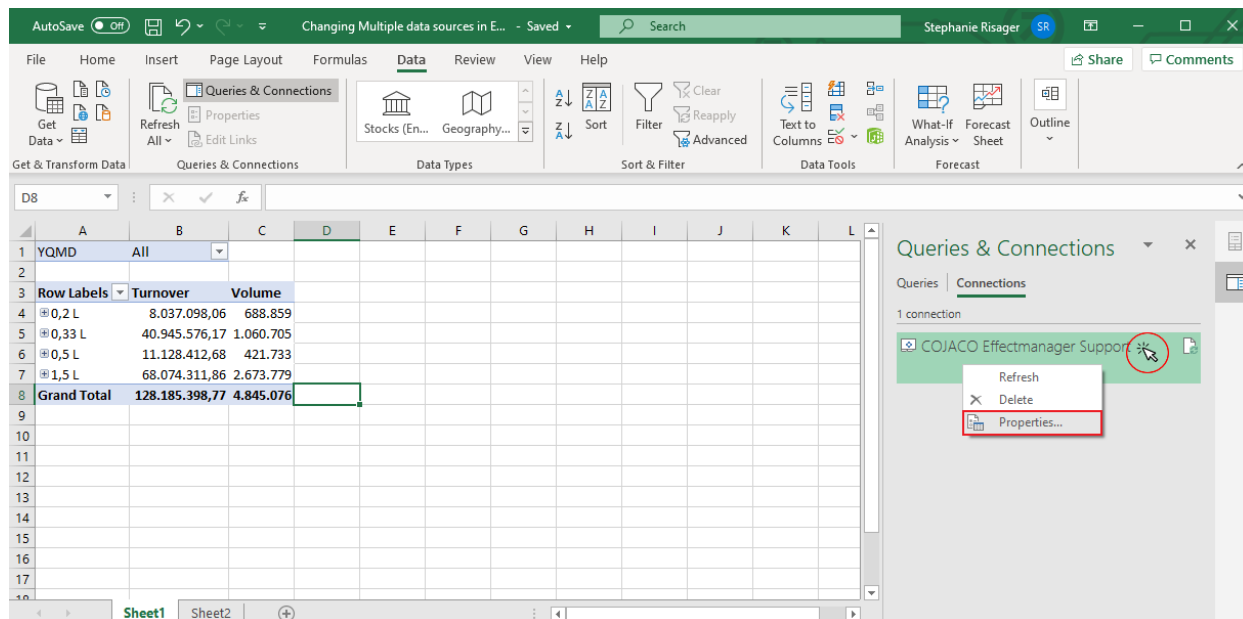 AutoSave Off Changing Multiple data sources in E... - Saved Search Stephanie Risager SR
File Home Insert Page Layout Formulas Data Review View Help Share Comments
Get Data
Refresh All
Queries & Connections
Properties
Edit Links
Stocks (En... Geography...
Sort
Filter
Clear
Reapply
Advanced
Text to Columns
What-If Analysis
Forecast Sheet
Outline
Get & Transform Data Queries & Connections Data Types Sort & Filter Data Tools Forecast
D8 fx
A B C D E F G H I J K L
1 YQMD All
2
3 Row Labels Turnover Volume
4 0,2 L 8.037.098,06 688.859
5 0,33 L 40.945.576,17 1.060.705
6 0,5 L 11.128.412,68 421.733
7 1,5 L 68.074.311,86 2.673.779
8 Grand Total 128.185.398,77 4.845.076
9
10
11
12
13
14
15
16
17
18
Sheet1 Sheet2
Queries & Connections
Queries Connections
1 connection
COJACO Effectmanager Support
Refresh
Delete
Properties...